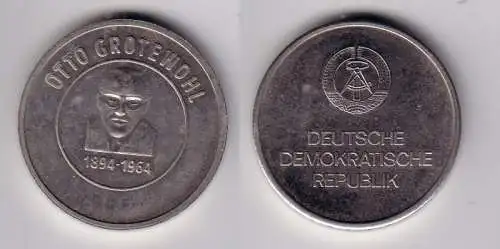 OTTO GROTEWOHL
1894-1964
DEUTSCHE
DEMOKRATISCHE
REPUBLIK